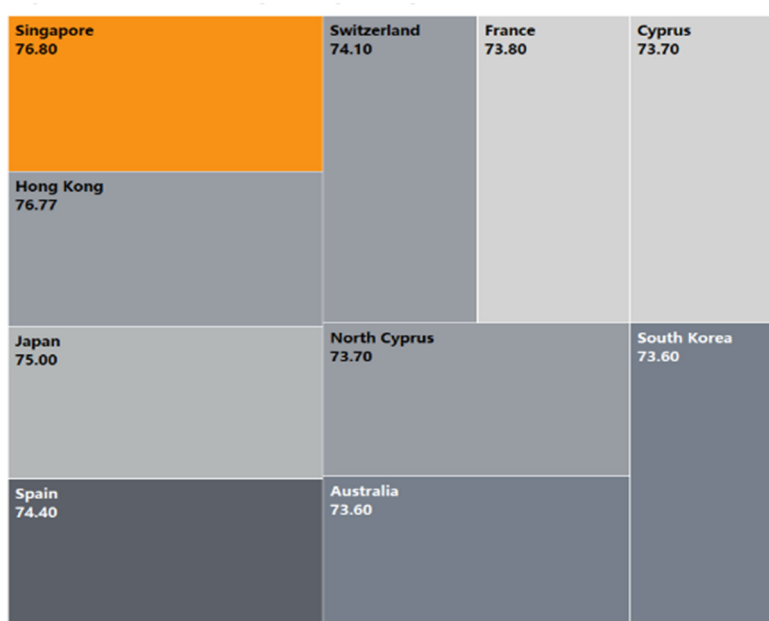 Singapore
76.80
Hong Kong
76.77
Japan
75.00
Spain
74.40
Switzerland
74.10
France
73.80
Cyprus
73.70
North Cyprus
73.70
Australia
73.60
South Korea
73.60